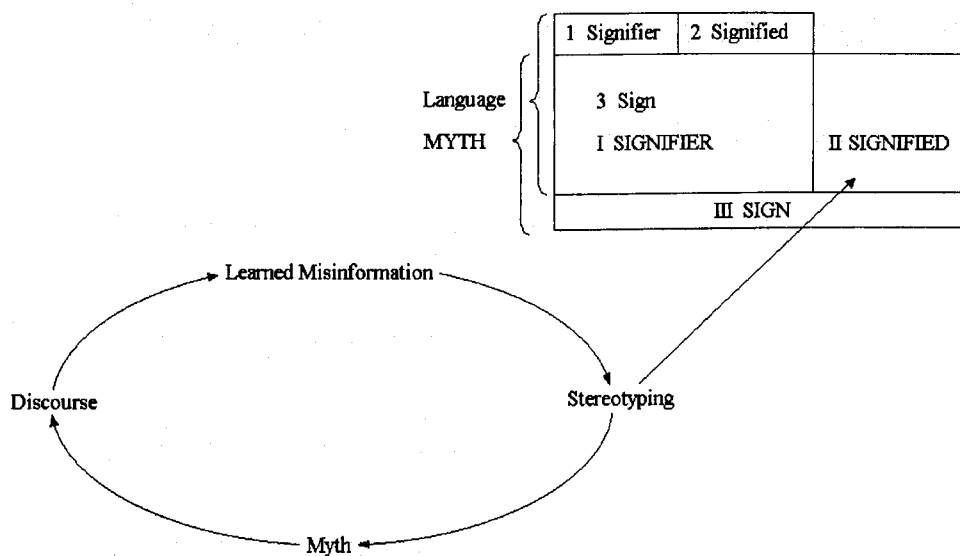 1 Signifier 2 Signified
Language 3 Sign
MYTH I SIGNIFIER II SIGNIFIED
III SIGN
Learned Misinformation
Discourse Stereotyping
Myth